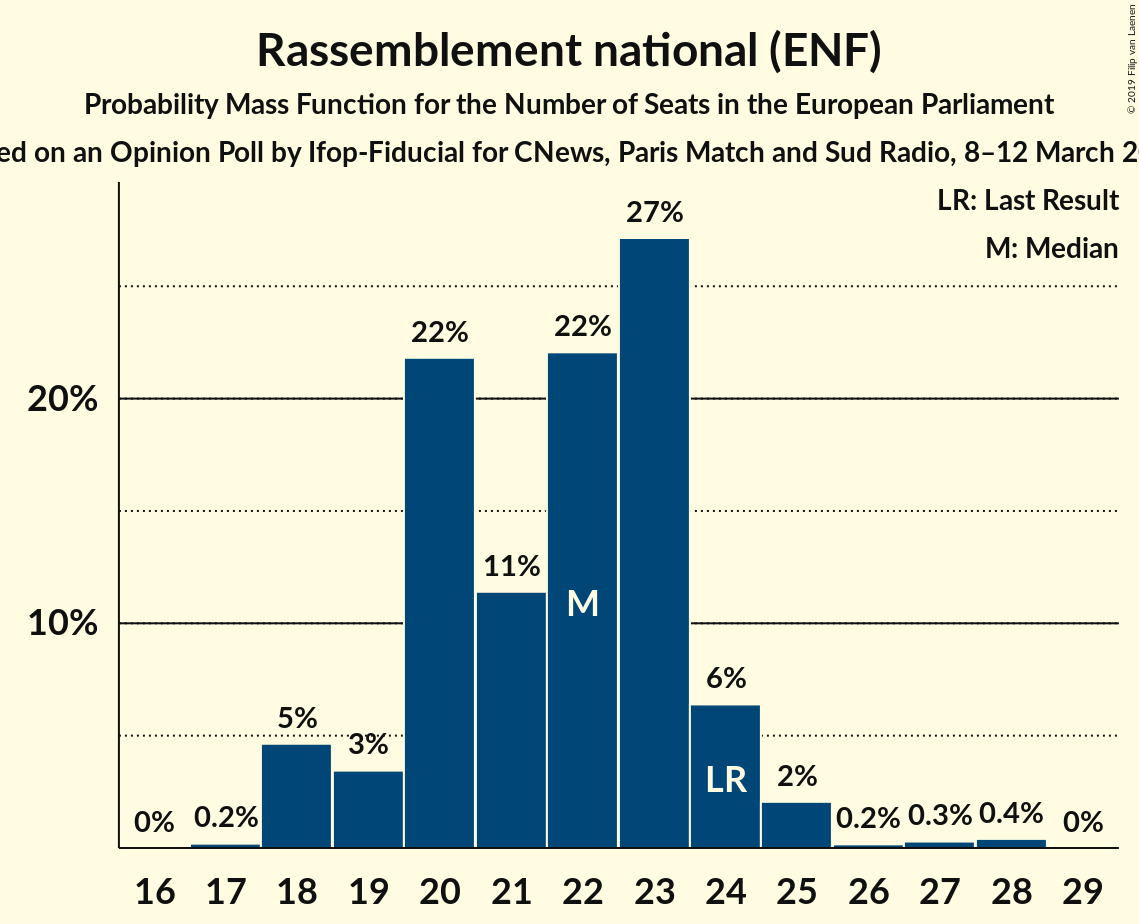 Rassemblement national (ENF)
Probability Mass Function for the Number of Seats in the European Parliament
ed on an Opinion Poll by Ifop-Fiducial for CNews, Paris Match and Sud Radio, 8–12 March 20
© 2019 Filip van Laenen
LR: Last Result
M: Median
27%
22%
22%
20%
11%
M
10%
6%
5%
3%
LR
2%
0%
0.2%
0.2%
0.3%
0.4%
0%
16 17 18 19 20 21 22 23 24 25 26 27 28 29